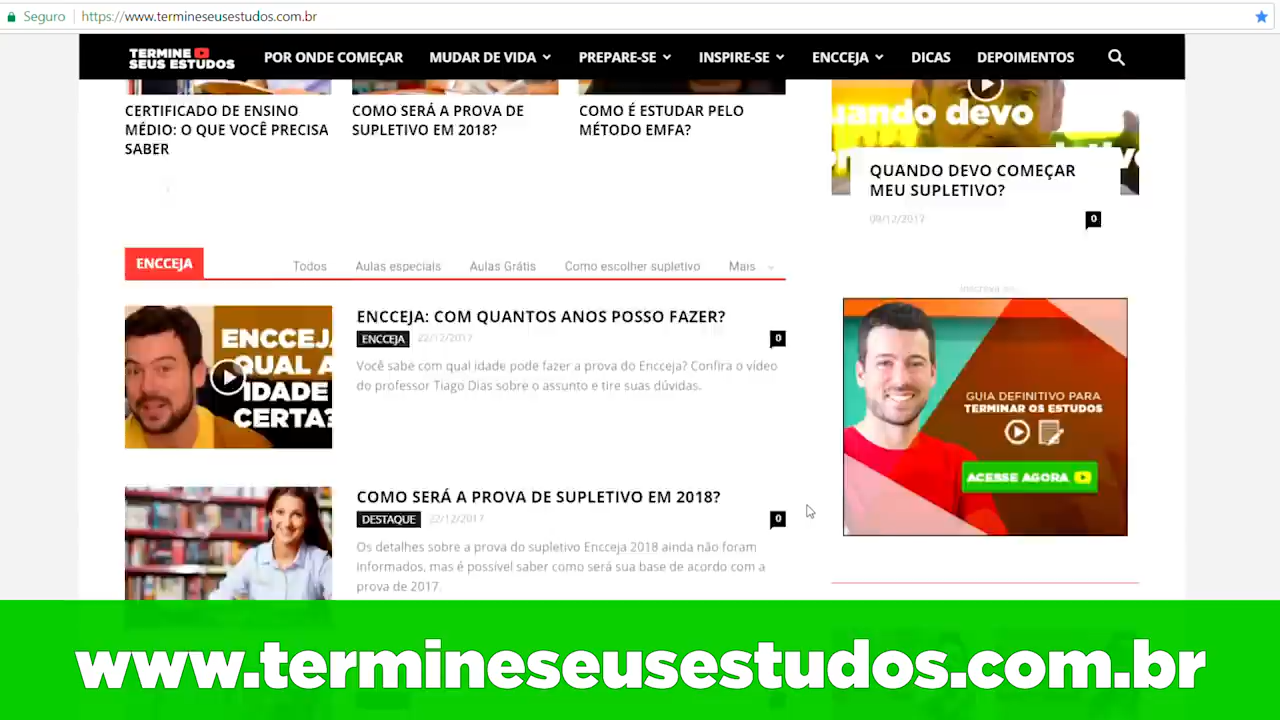 Seguro
https://www.termineseusestudos.com.br
TERMINE
SEUS ESTUDOS
POR ONDE COMEÇAR
MUDAR DE VIDA
PREPARE-SE
INSPIRE-SE
ENCCEJA
DICAS
DEPOIMENTOS
CERTIFICADO DE ENSINO
MÉDIO: O QUE VOCÊ PRECISA
SABER
COMO SERÁ A PROVA DE
SUPLETIVO EM 2018?
COMO É ESTUDAR PELO
MÉTODO EMFA?
uando devo
QUANDO DEVO COMEÇAR
MEU SUPLETIVO?
09/12/2017
0
ENCCEJA
Todos
Aulas especiais
Aulas Grátis
Como escolher supletivo
Mais
ENCCEJA
QUAL A
IDADE
CERTA?
ENCCEJA: COM QUANTOS ANOS POSSO FAZER?
ENCCEJA
22/12/2017
0
Você sabe com qual idade pode fazer a prova do Encceja? Confira o vídeo
do professor Tiago Dias sobre o assunto e tire suas dúvidas.
GUIA DEFINITIVO PARA
TERMINAR OS ESTUDOS
ACESSE AGORA
COMO SERÁ A PROVA DE SUPLETIVO EM 2018?
DESTAQUE
22/12/2017
0
Os detalhes sobre a prova do supletivo Encceja 2018 ainda não foram
informados, mas é possível saber como será sua base de acordo com a
prova de 2017.
www.termineseusestudos.com.br